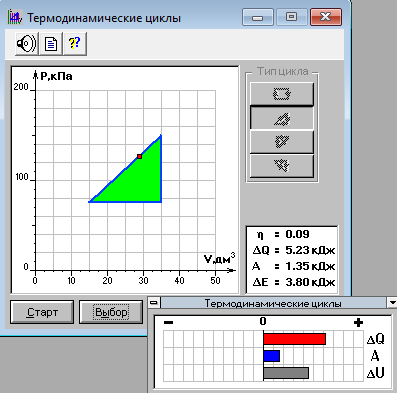 Термодинамические циклы
??
P,кПа
200
100
0
0
10
20
30
40
50
V,дм³
Тип цикла
η = 0.09
ΔQ = 5.23 кДж
A = 1.35 кДж
ΔE = 3.80 кДж
Старт
Выбор
Термодинамические циклы
− 0 +
ΔQ
A
ΔU